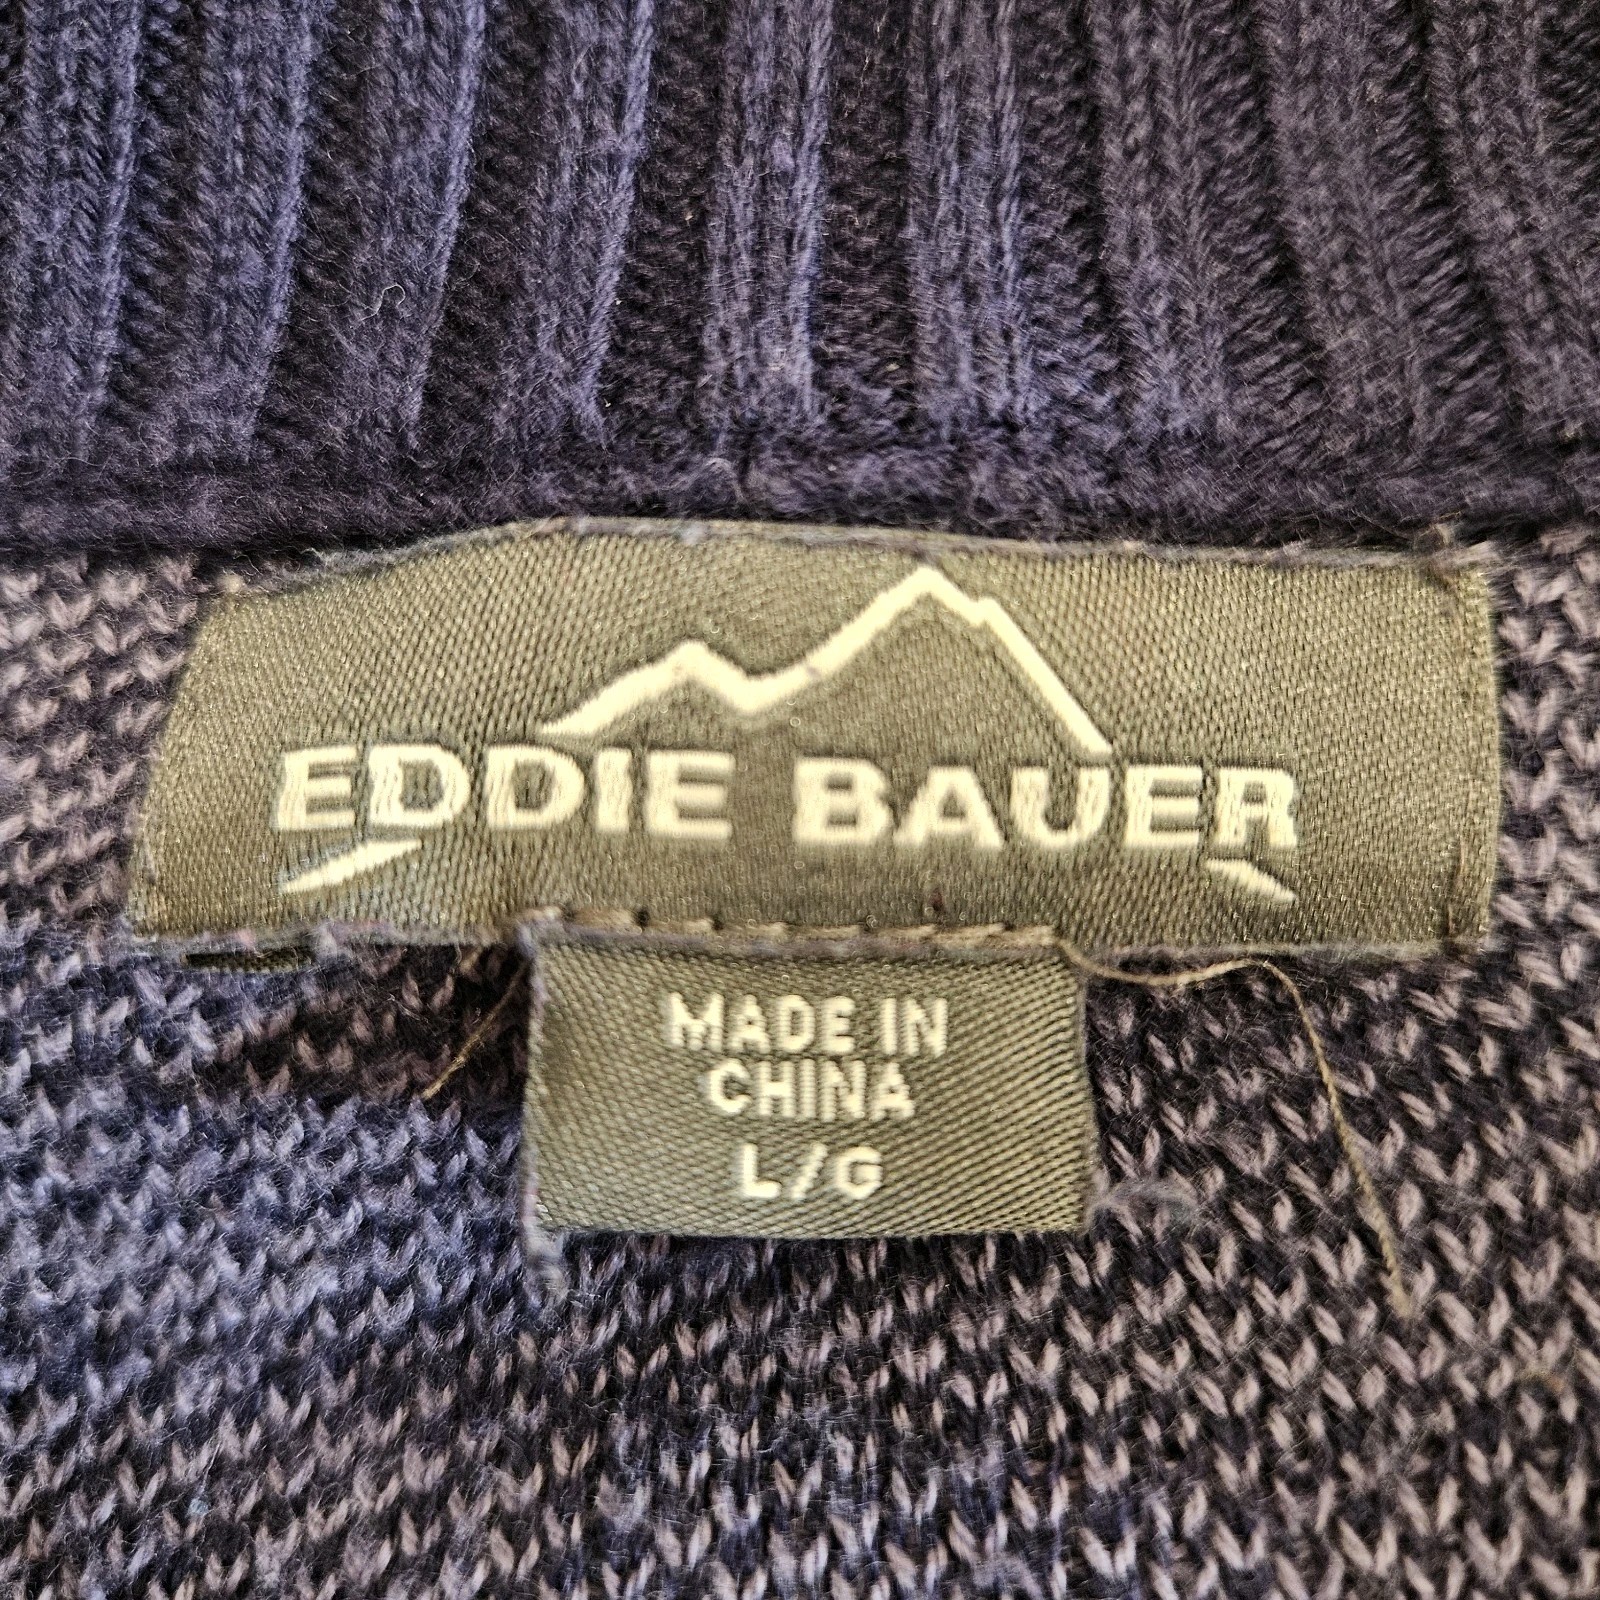 EDDIE BAUER
MADE IN
CHINA
L/G